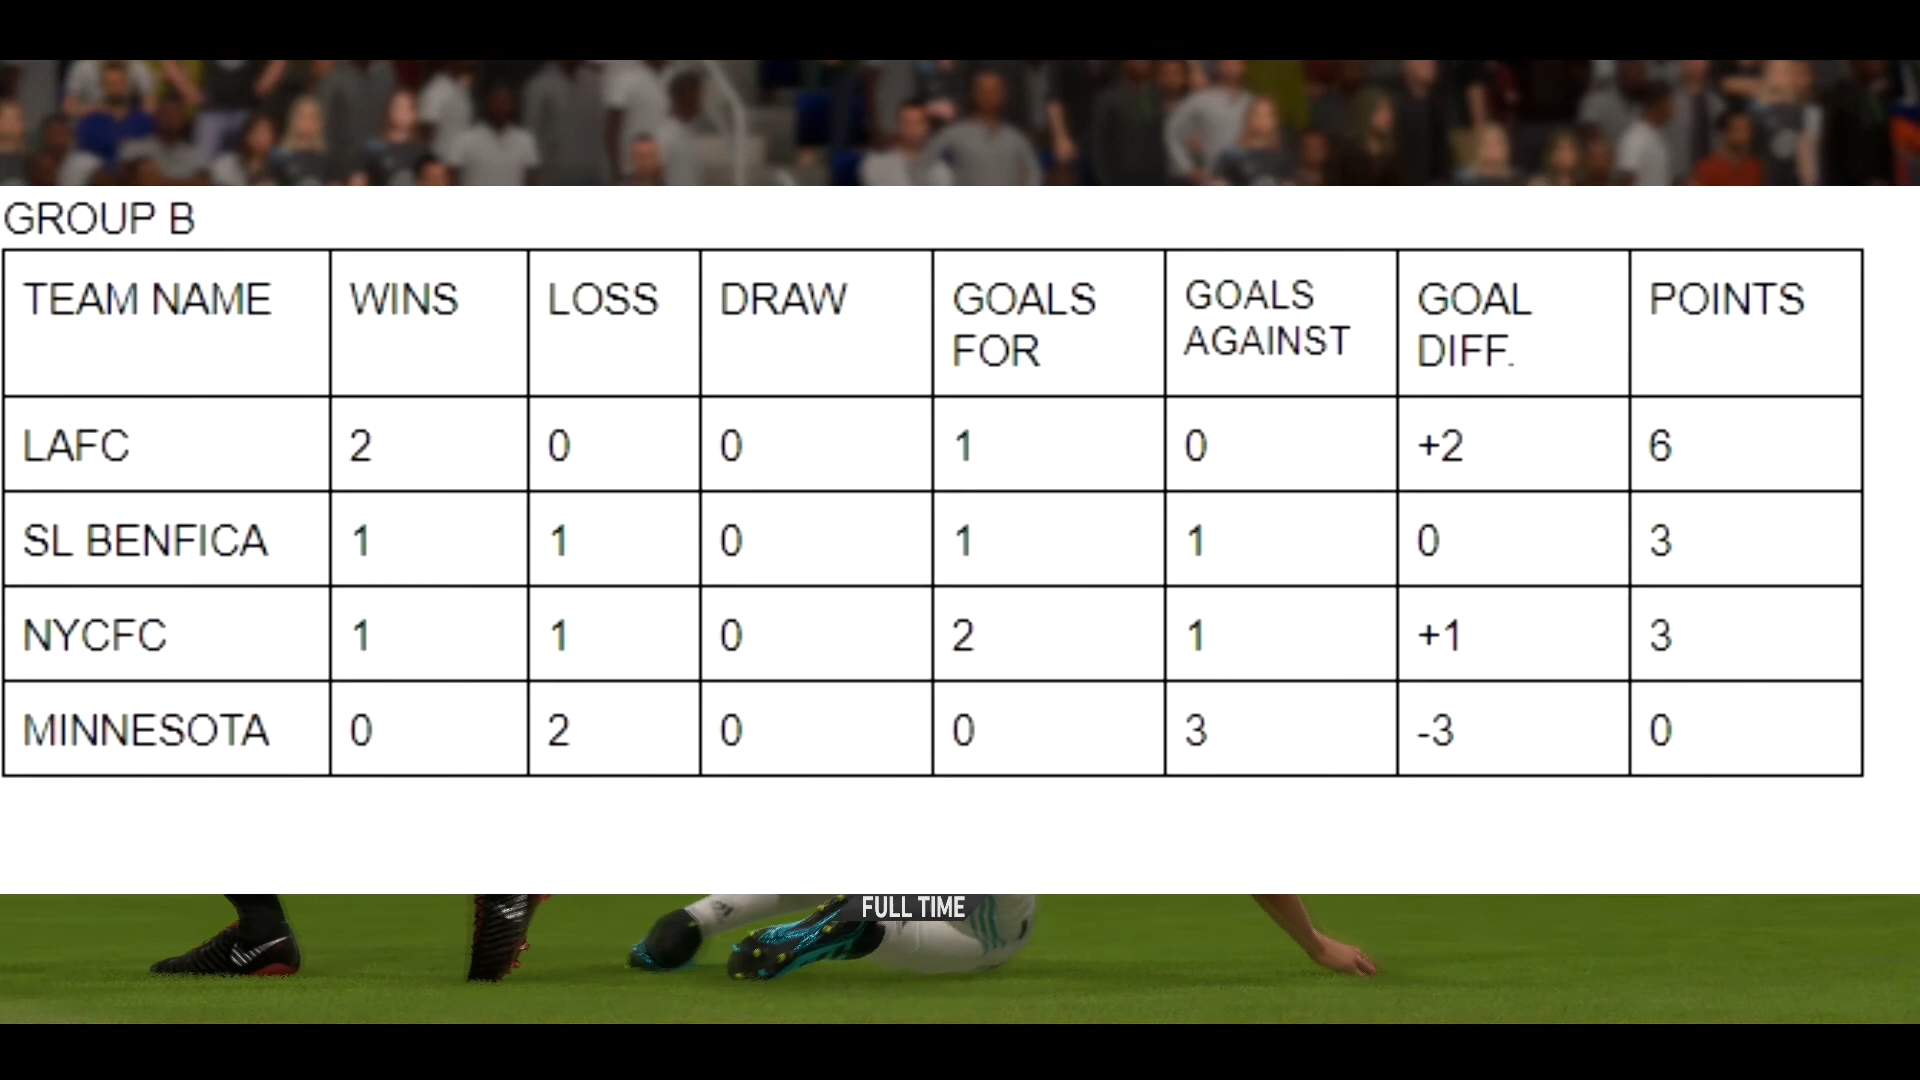 GROUP B
TEAM NAME WINS LOSS DRAW GOALS FOR GOALS AGAINST GOAL DIFF. POINTS
LAFC 2 0 0 1 0 +2 6
SL BENFICA 1 1 0 1 1 0 3
NYCFC 1 1 0 2 1 +1 3
MINNESOTA 0 2 0 0 3 -3 0
FULL TIME